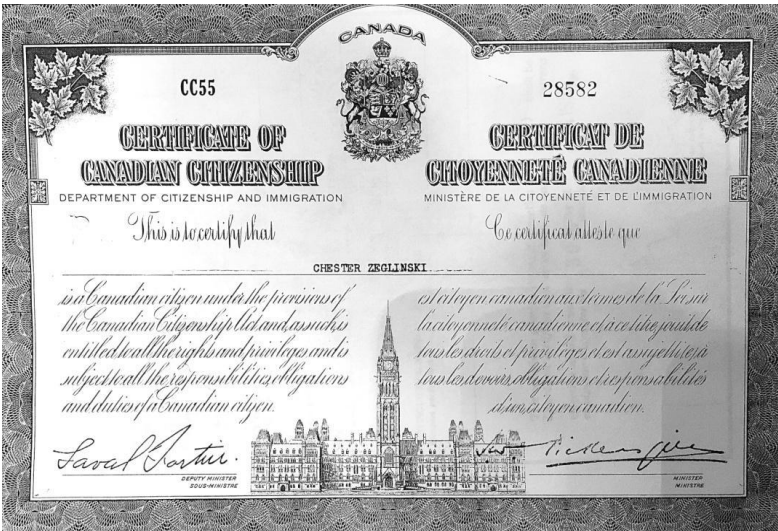 CANADA
CC55
28582
CERTIFICATE OF
CANADIAN CITIZENSHIP
DEPARTMENT OF CITIZENSHIP AND IMMIGRATION
This is to certify that
CERTIFICAT DE
CITOYENNETÉ CANADIENNE
MINISTÈRE DE LA CITOYENNETÉ ET DE L'IMMIGRATION
Ce certificat atteste que
CHESTER ZEGLINSKI
is a Canadian citizen under the provisions of
the Canadian Citizenship Act and, as such, is
entitled to all the rights and privileges and is
subject to all the responsibilities, obligations
and duties of a Canadian citizen.
est citoyen canadien aux termes de la Loi sur
la citoyenneté canadienne et, à ce titre, jouit de
tous les droits et privilèges et est assujetti(e) à
tous les devoirs, obligations et responsabilités
d'un citoyen canadien.
Laval Fortier.
DEPUTY MINISTER
SOUS-MINISTRE
MINISTER
MINISTRE